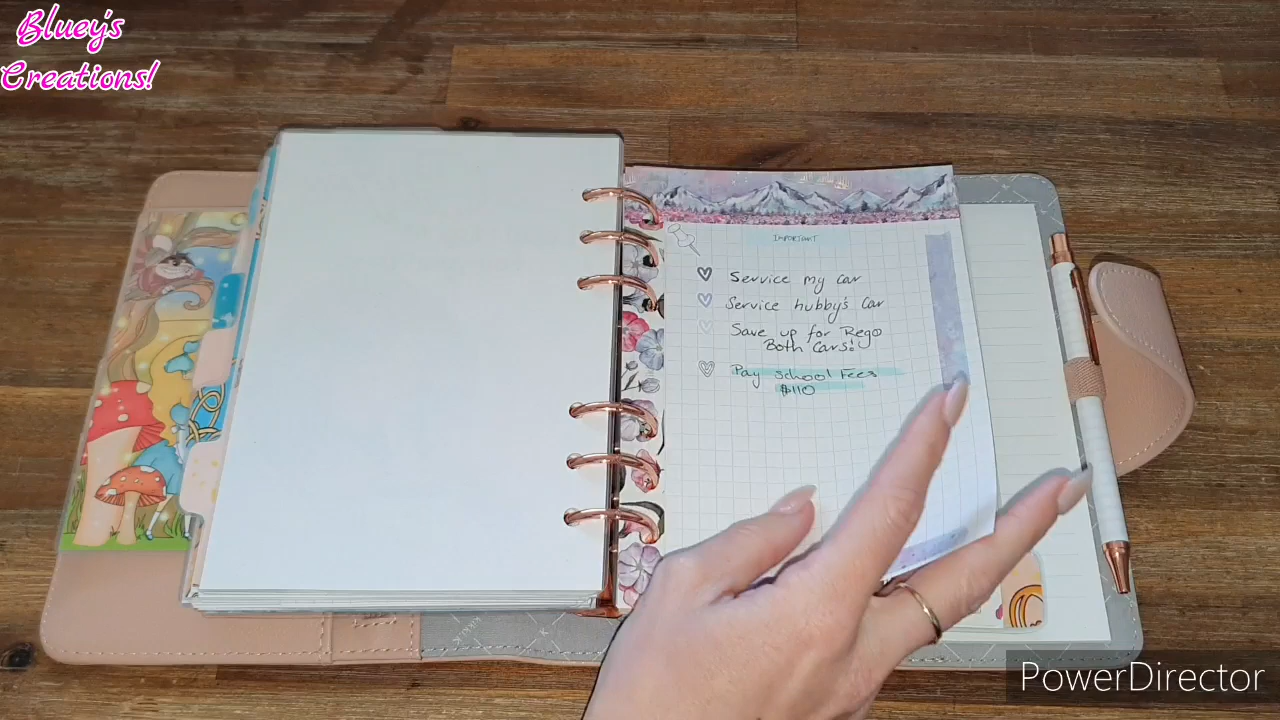 Bluey's
Creations!
IMPORTANT
Service my car
Service hubby's car
Save up for Rego
Both Cars!
Pay School Fees
$110
PowerDirector